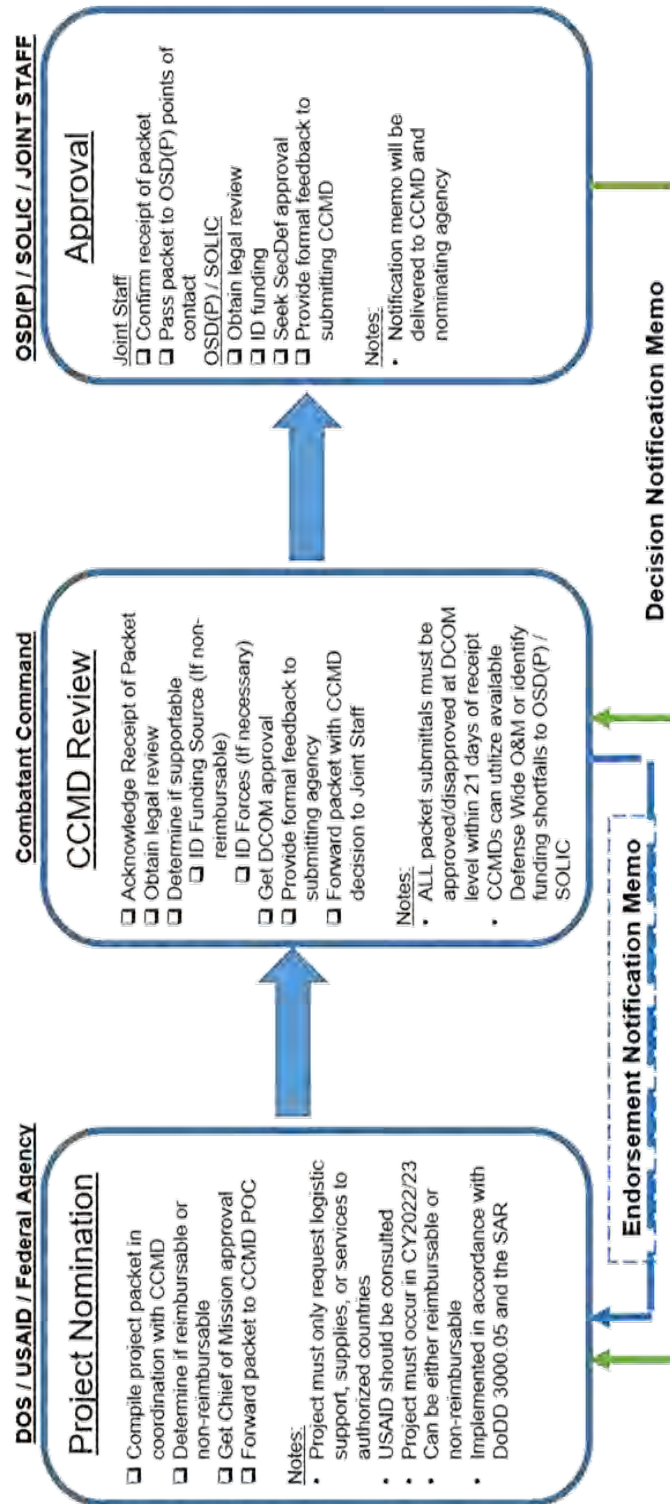 DOS / USAID / Federal Agency
Project Nomination
❑ Compile project packet in
coordination with CCMD
❑ Determine if reimbursable or
non-reimbursable
❑ Get Chief of Mission approval
❑ Forward packet to CCMD POC
Notes:
• Project must only request logistic
support, supplies, or services to
authorized countries
• USAID should be consulted
• Project must occur in CY2022/23
• Can be either reimbursable or
non-reimbursable
• Implemented in accordance with
DoDD 3000.05 and the SAR
Combatant Command
CCMD Review
❑ Acknowledge Receipt of Packet
❑ Obtain legal review
❑ Determine if supportable
❑ ID Funding Source (If non-
reimbursable)
❑ ID Forces (If necessary)
❑ Get DCOM approval
❑ Provide formal feedback to
submitting agency
❑ Forward packet with CCMD
decision to Joint Staff
Notes:
• ALL packet submittals must be
approved/disapproved at DCOM
level within 21 days of receipt
• CCMDs can utilize available
Defense Wide O&M or identify
funding shortfalls to OSD(P) /
SOLIC
OSD(P) / SOLIC / JOINT STAFF
Approval
Joint Staff
❑ Confirm receipt of packet
❑ Pass packet to OSD(P) points of
contact
OSD(P) / SOLIC
❑ Obtain legal review
❑ ID funding
❑ Seek SecDef approval
❑ Provide formal feedback to
submitting CCMD
Notes:
• Notification memo will be
delivered to CCMD and
nominating agency
Endorsement Notification Memo
Decision Notification Memo